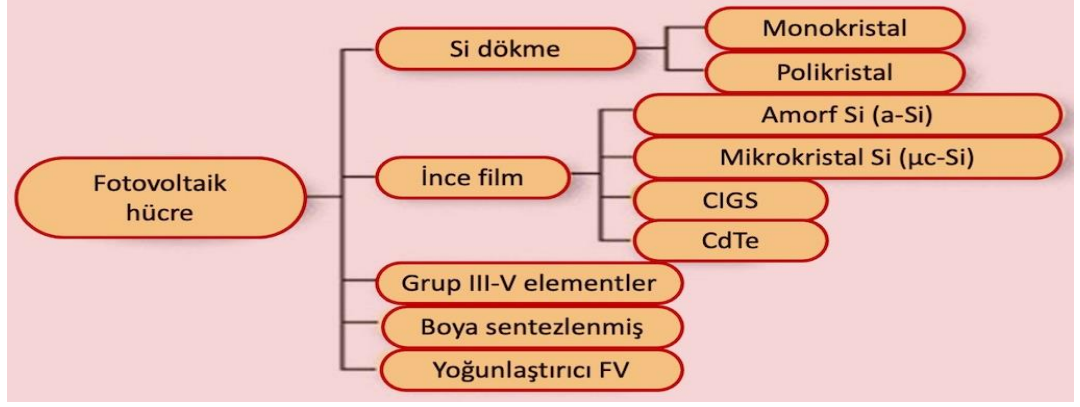 Fotovoltaik
hücre
Si dökme
Monokristal
Polikristal
İnce film
Amorf Si (a-Si)
Mikrokristal Si (µc-Si)
CIGS
CdTe
Grup III-V elementler
Boya sentezlenmiş
Yoğunlaştırıcı FV